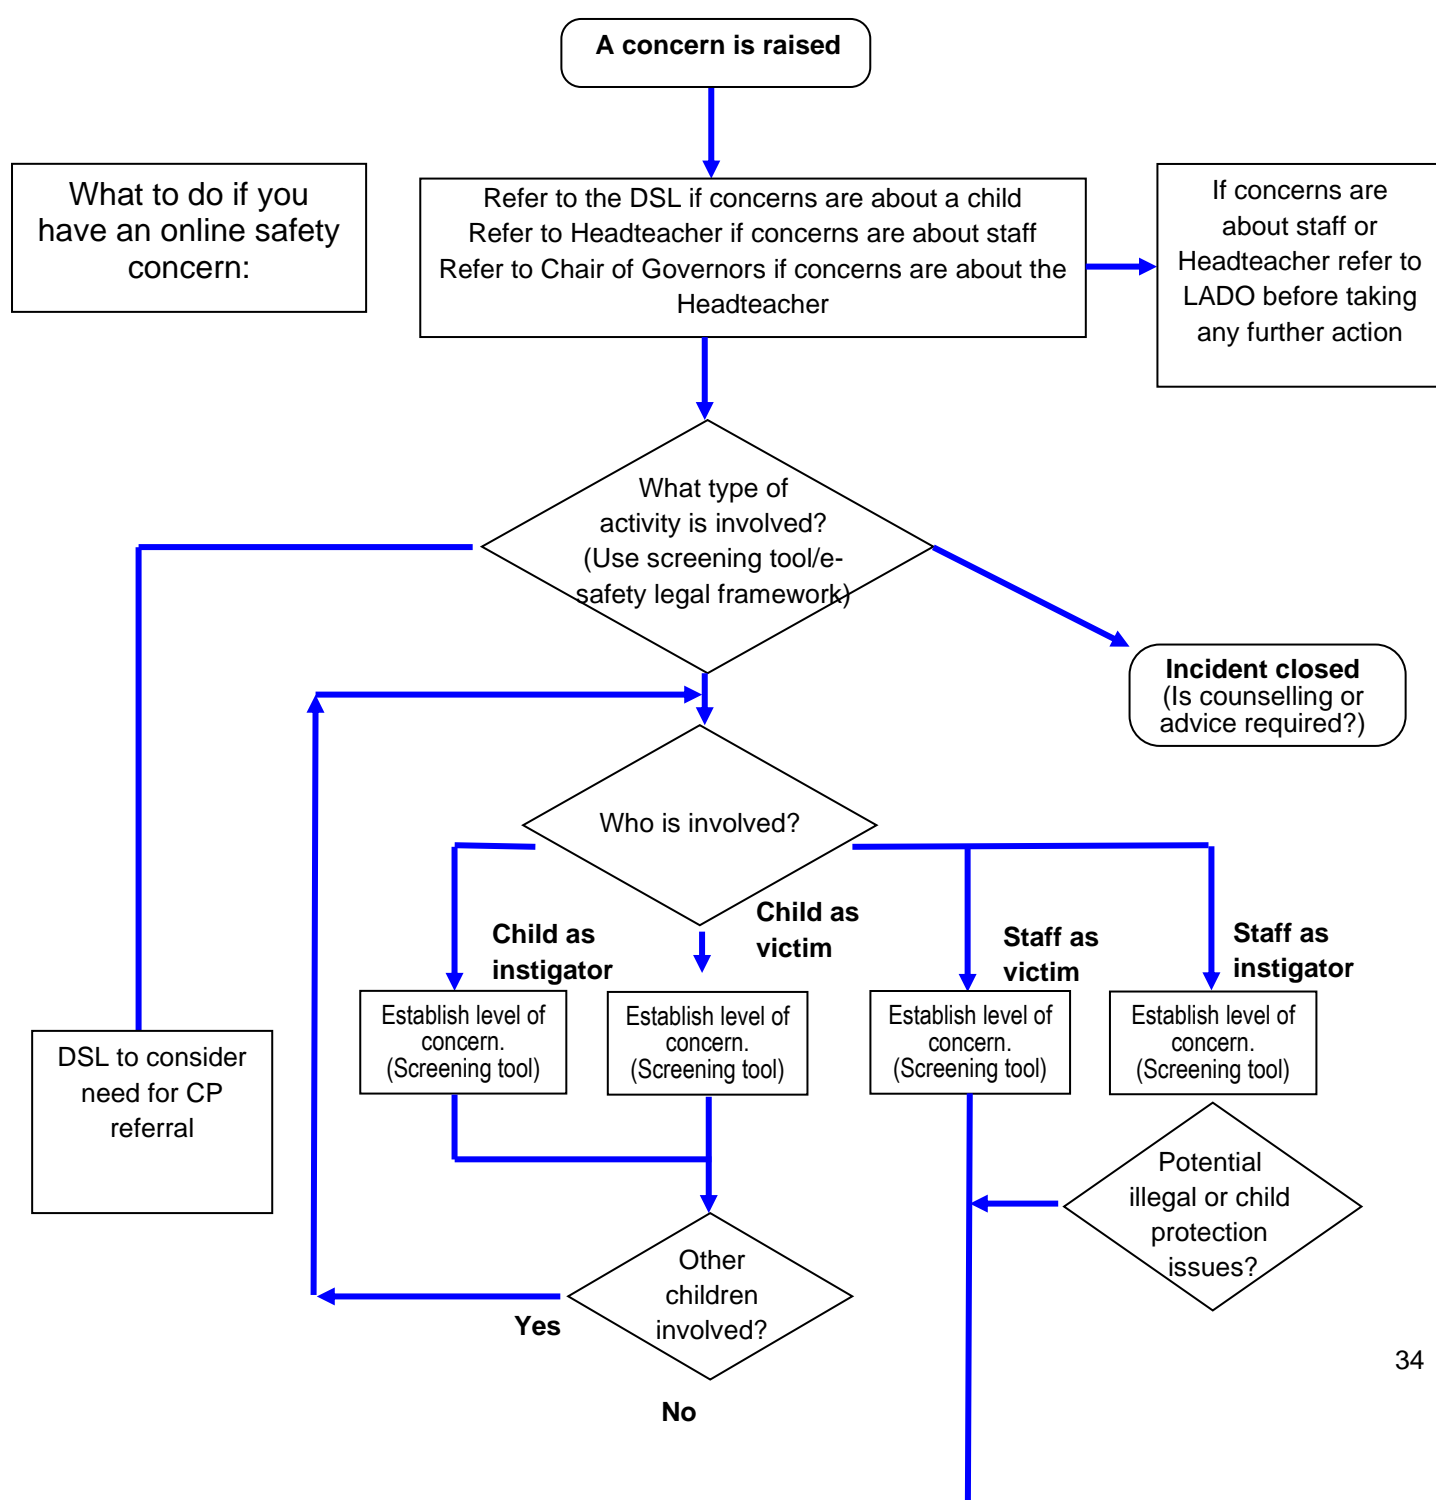 A concern is raised
What to do if you
have an online safety
concern:
Refer to the DSL if concerns are about a child
Refer to Headteacher if concerns are about staff
Refer to Chair of Governors if concerns are about the
Headteacher
If concerns are
about staff or
Headteacher refer to
LADO before taking
any further action
What type of
activity is involved?
(Use screening tool/e-
safety legal framework)
Incident closed
(Is counselling or
advice required?)
Who is involved?
Child as
instigator
Child as
victim
Staff as
victim
Staff as
instigator
Establish level of
concern.
(Screening tool)
Establish level of
concern.
(Screening tool)
Establish level of
concern.
(Screening tool)
Establish level of
concern.
(Screening tool)
DSL to consider
need for CP
referral
Potential
illegal or child
protection
issues?
Other
children
involved?
Yes
No
34